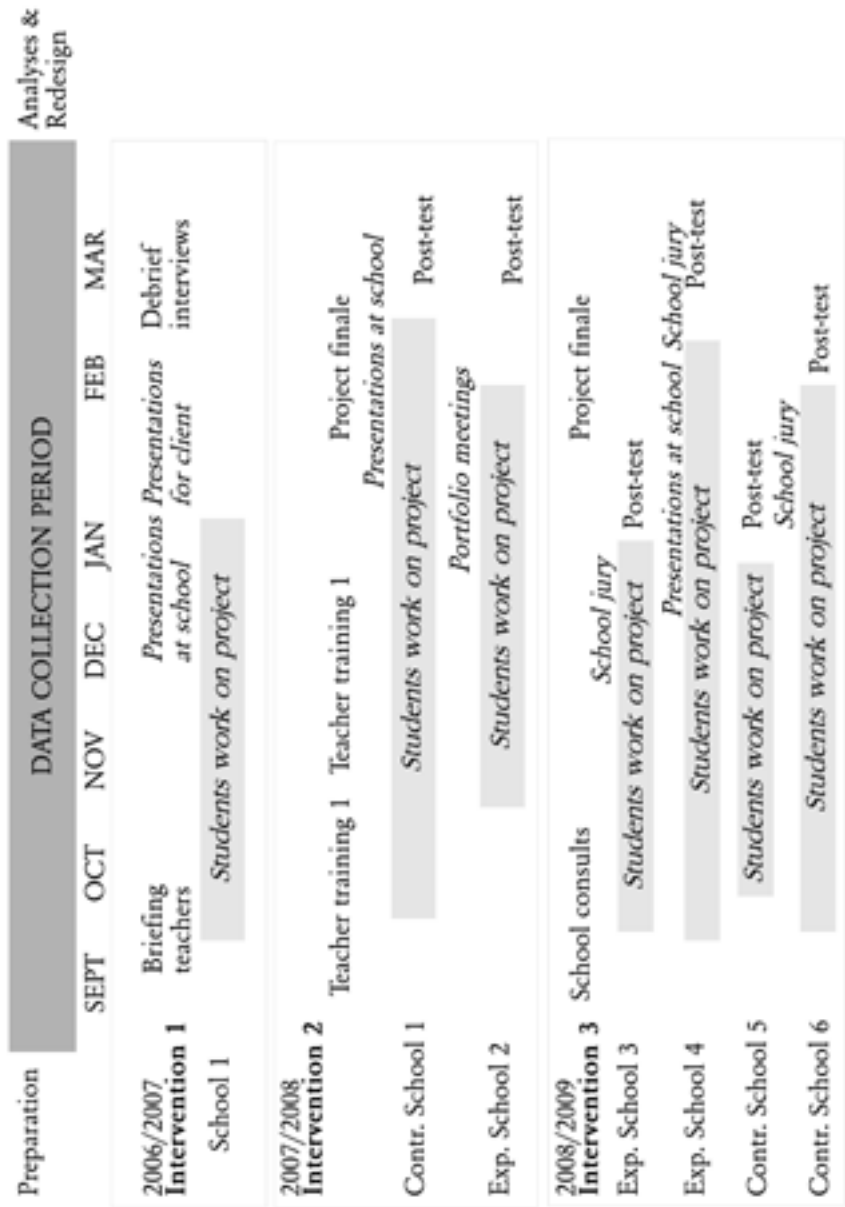 Preparation
DATA COLLECTION PERIOD
Analyses &
Redesign
SEPT OCT NOV DEC JAN FEB MAR
2006/2007
Intervention 1
Briefing
teachers
Presentations
at school
Presentations
for client
Debrief
interviews
School 1
Students work on project
2007/2008
Intervention 2
Teacher training 1
Teacher training 1
Project finale
Presentations at school
Contr. School 1
Students work on project
Post-test
Portfolio meetings
Exp. School 2
Students work on project
Post-test
2008/2009
Intervention 3
School consults
Project finale
School jury
Exp. School 3
Students work on project
Post-test
Presentations at school
School jury
Exp. School 4
Students work on project
Post-test
Contr. School 5
Students work on project
Post-test
School jury
Contr. School 6
Students work on project
Post-test